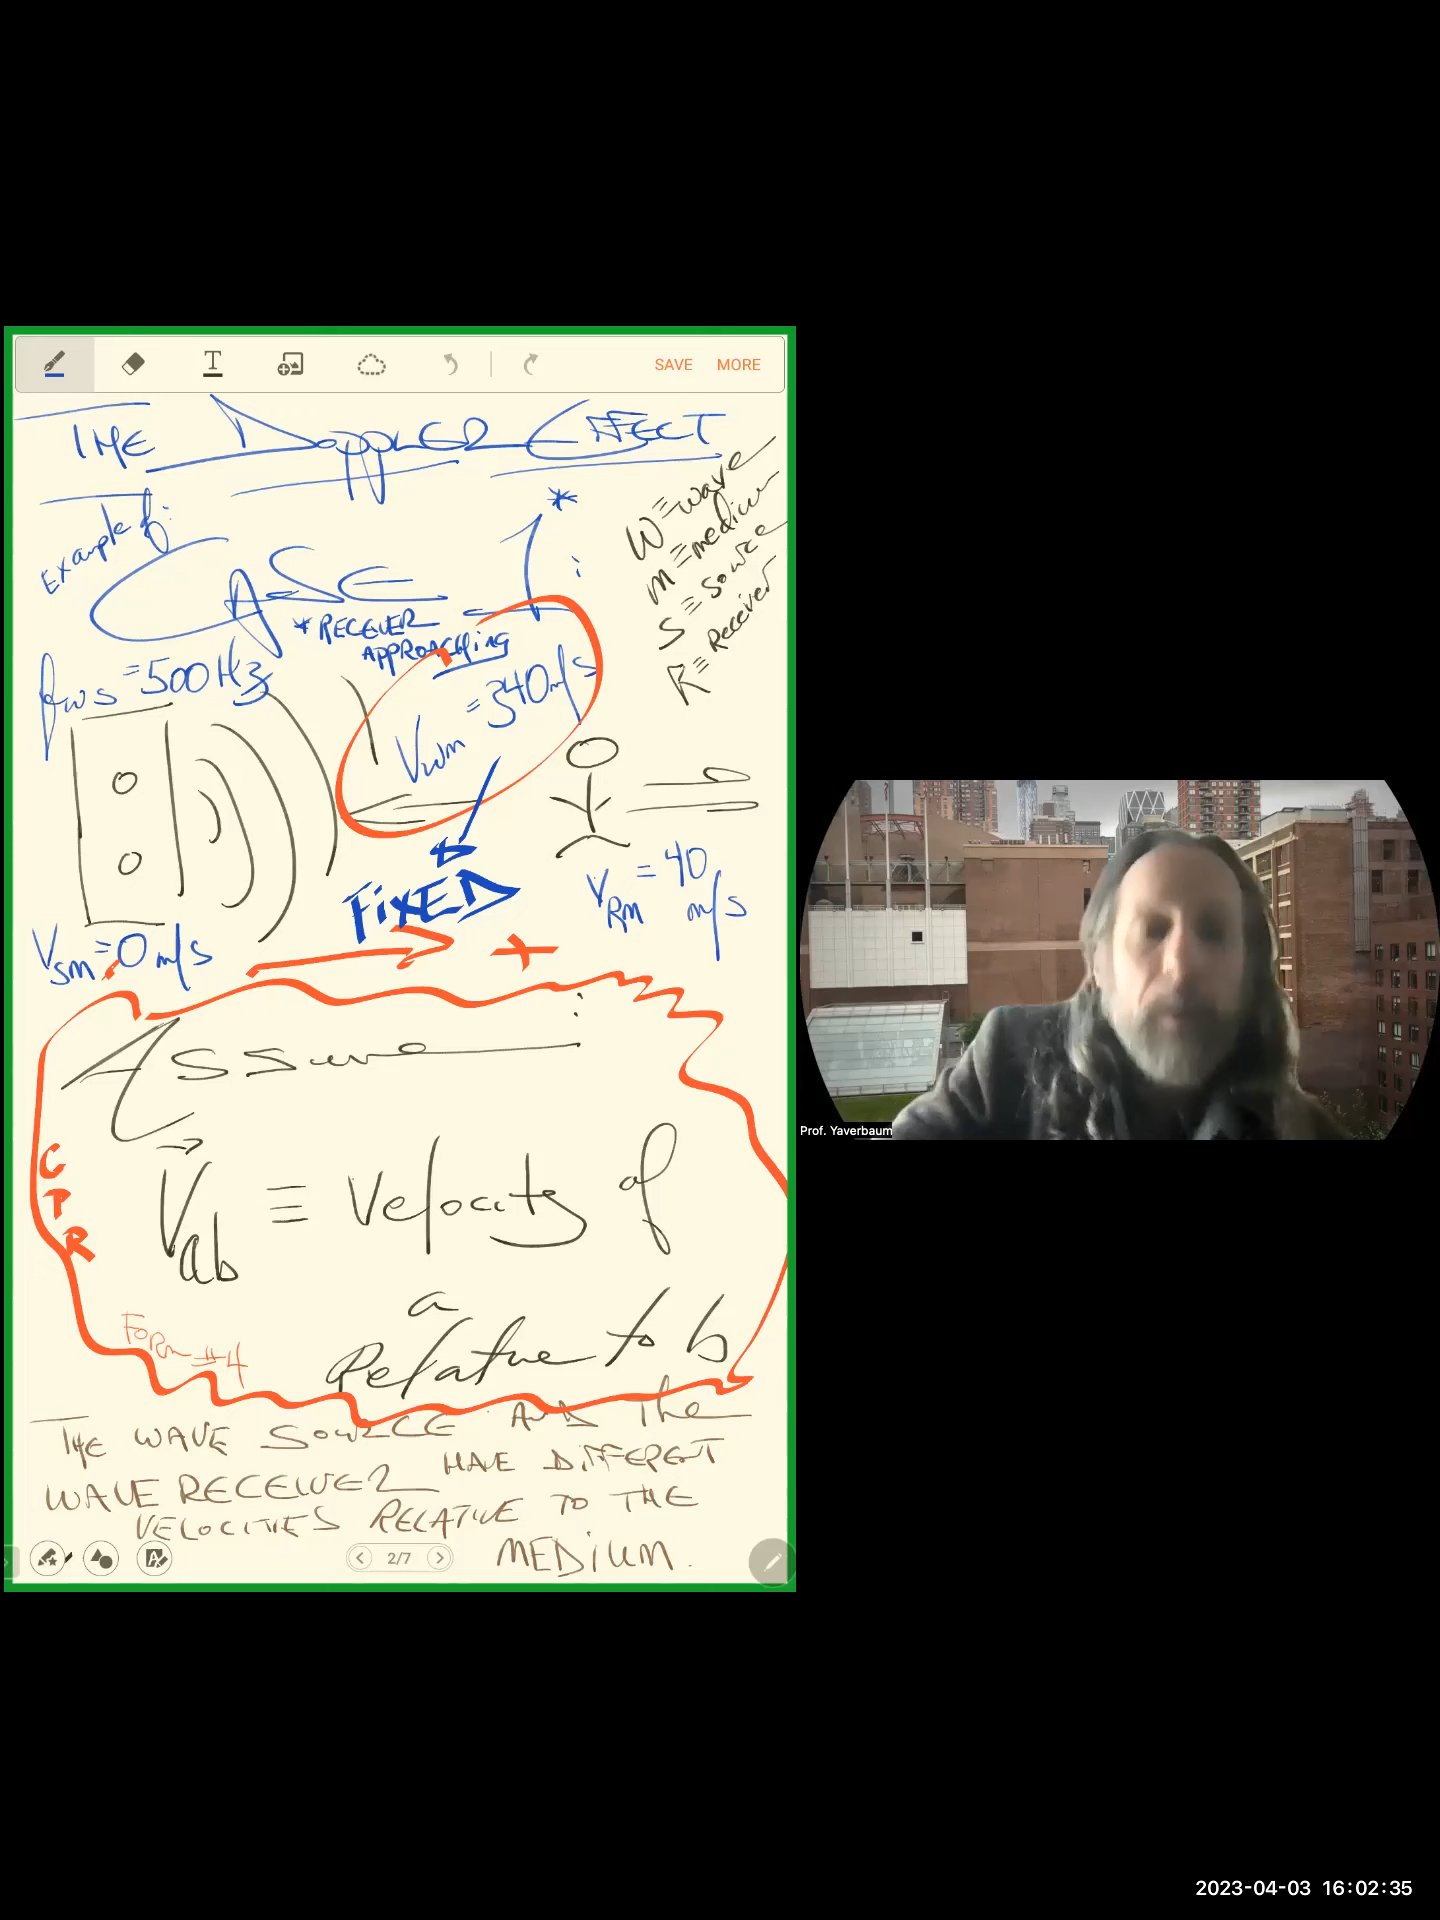 SAVE MORE
THE DOPPLER EFFECT
Example of:
CASE 1 * :
* RECEIVER
APPROACHING
W ≡ wave
m ≡ medium
S ≡ source
R ≡ Receiver
fws = 500 Hz
Vwm = 340 m/s
FIXED
VRM = 40 m/s
VSM = 0 m/s
+
Assume :
CTR
Vab ≡ Velocity of
a
Relative to b
FORM #4
THE WAVE SOURCE AND The
WAVE RECEIVER HAVE DIFFERENT
VELOCITIES RELATIVE TO THE
MEDIUM.
2/7
Prof. Yaverbaum
2023-04-03 16:02:35